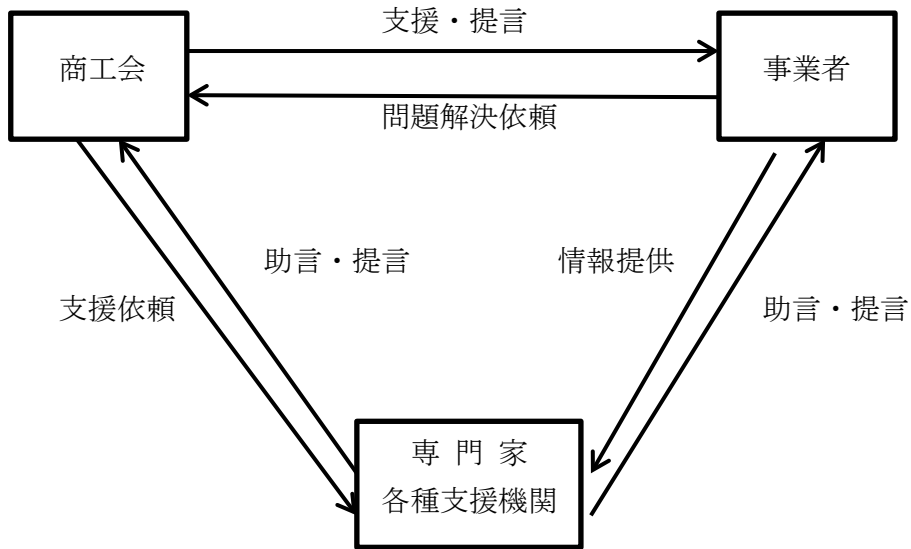 支援・提言
商工会
事業者
問題解決依頼
助言・提言
情報提供
支援依頼
助言・提言
専 門 家
各種支援機関